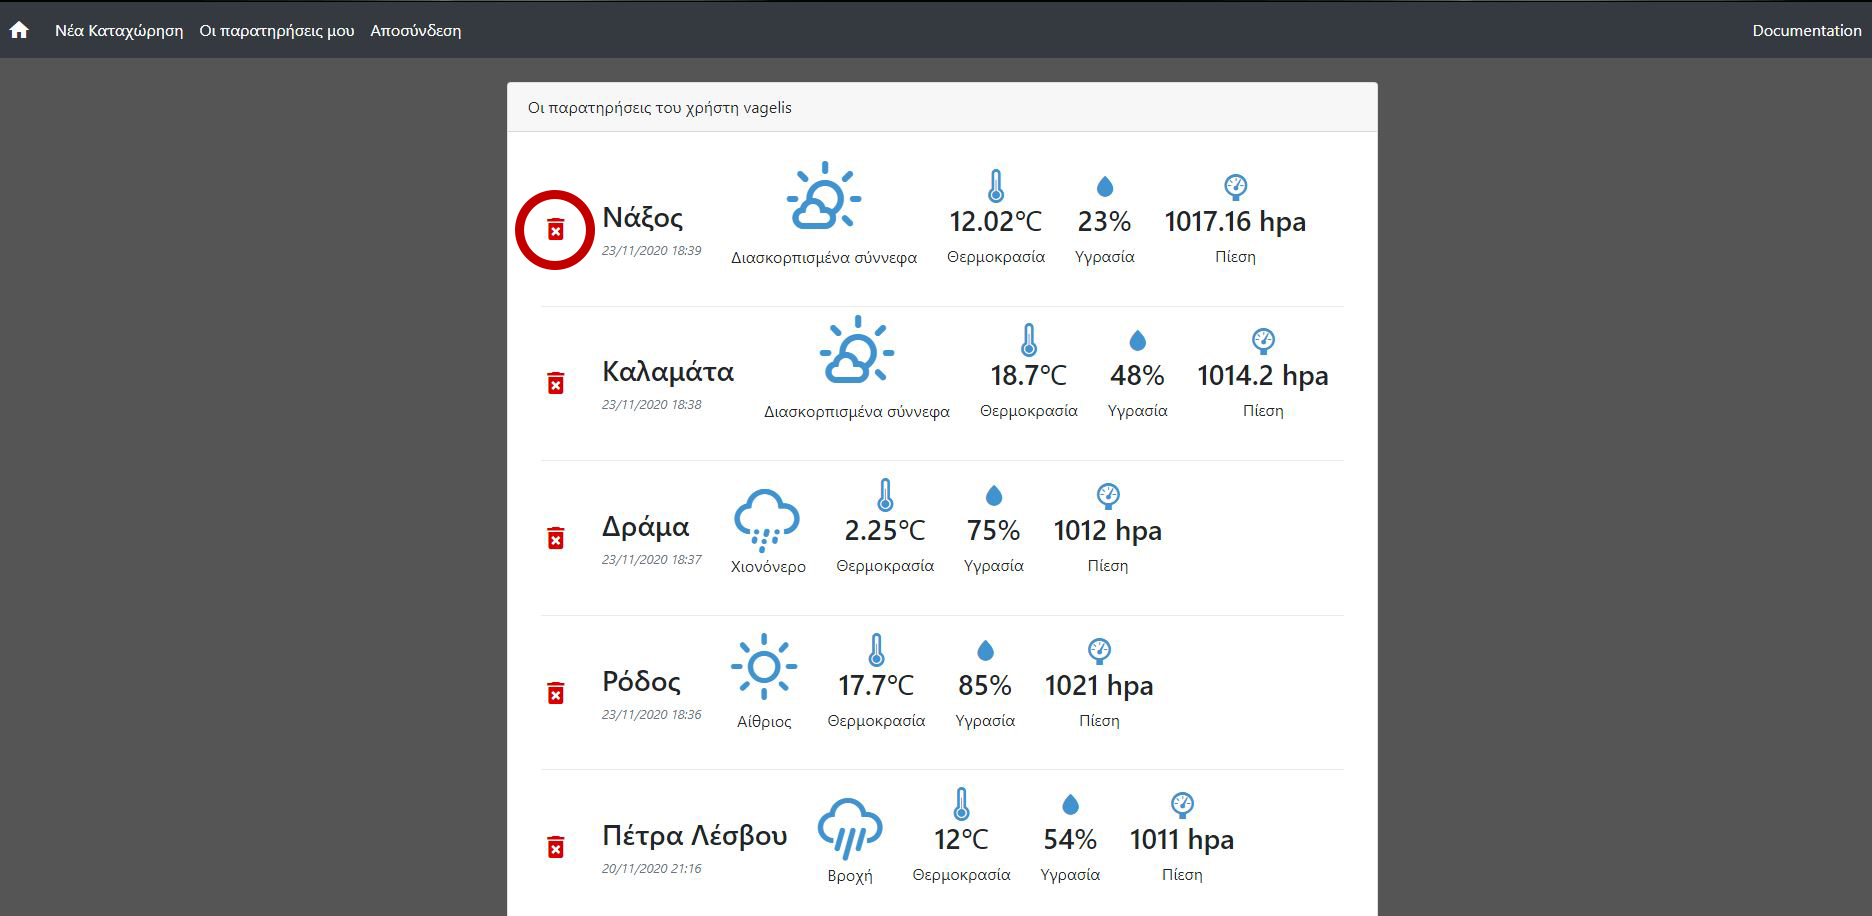 Νέα Καταχώρηση Οι παρατηρήσεις μου Αποσύνδεση Documentation
Οι παρατηρήσεις του χρήστη vagelis
Νάξος
23/11/2020 18:39
Διασκορπισμένα σύννεφα
12.02°C
Θερμοκρασία
23%
Υγρασία
1017.16 hpa
Πίεση
Καλαμάτα
23/11/2020 18:38
Διασκορπισμένα σύννεφα
18.7°C
Θερμοκρασία
48%
Υγρασία
1014.2 hpa
Πίεση
Δράμα
23/11/2020 18:37
Χιονόνερο
2.25°C
Θερμοκρασία
75%
Υγρασία
1012 hpa
Πίεση
Ρόδος
23/11/2020 18:36
Αίθριος
17.7°C
Θερμοκρασία
85%
Υγρασία
1021 hpa
Πίεση
Πέτρα Λέσβου
20/11/2020 21:16
Βροχή
12°C
Θερμοκρασία
54%
Υγρασία
1011 hpa
Πίεση